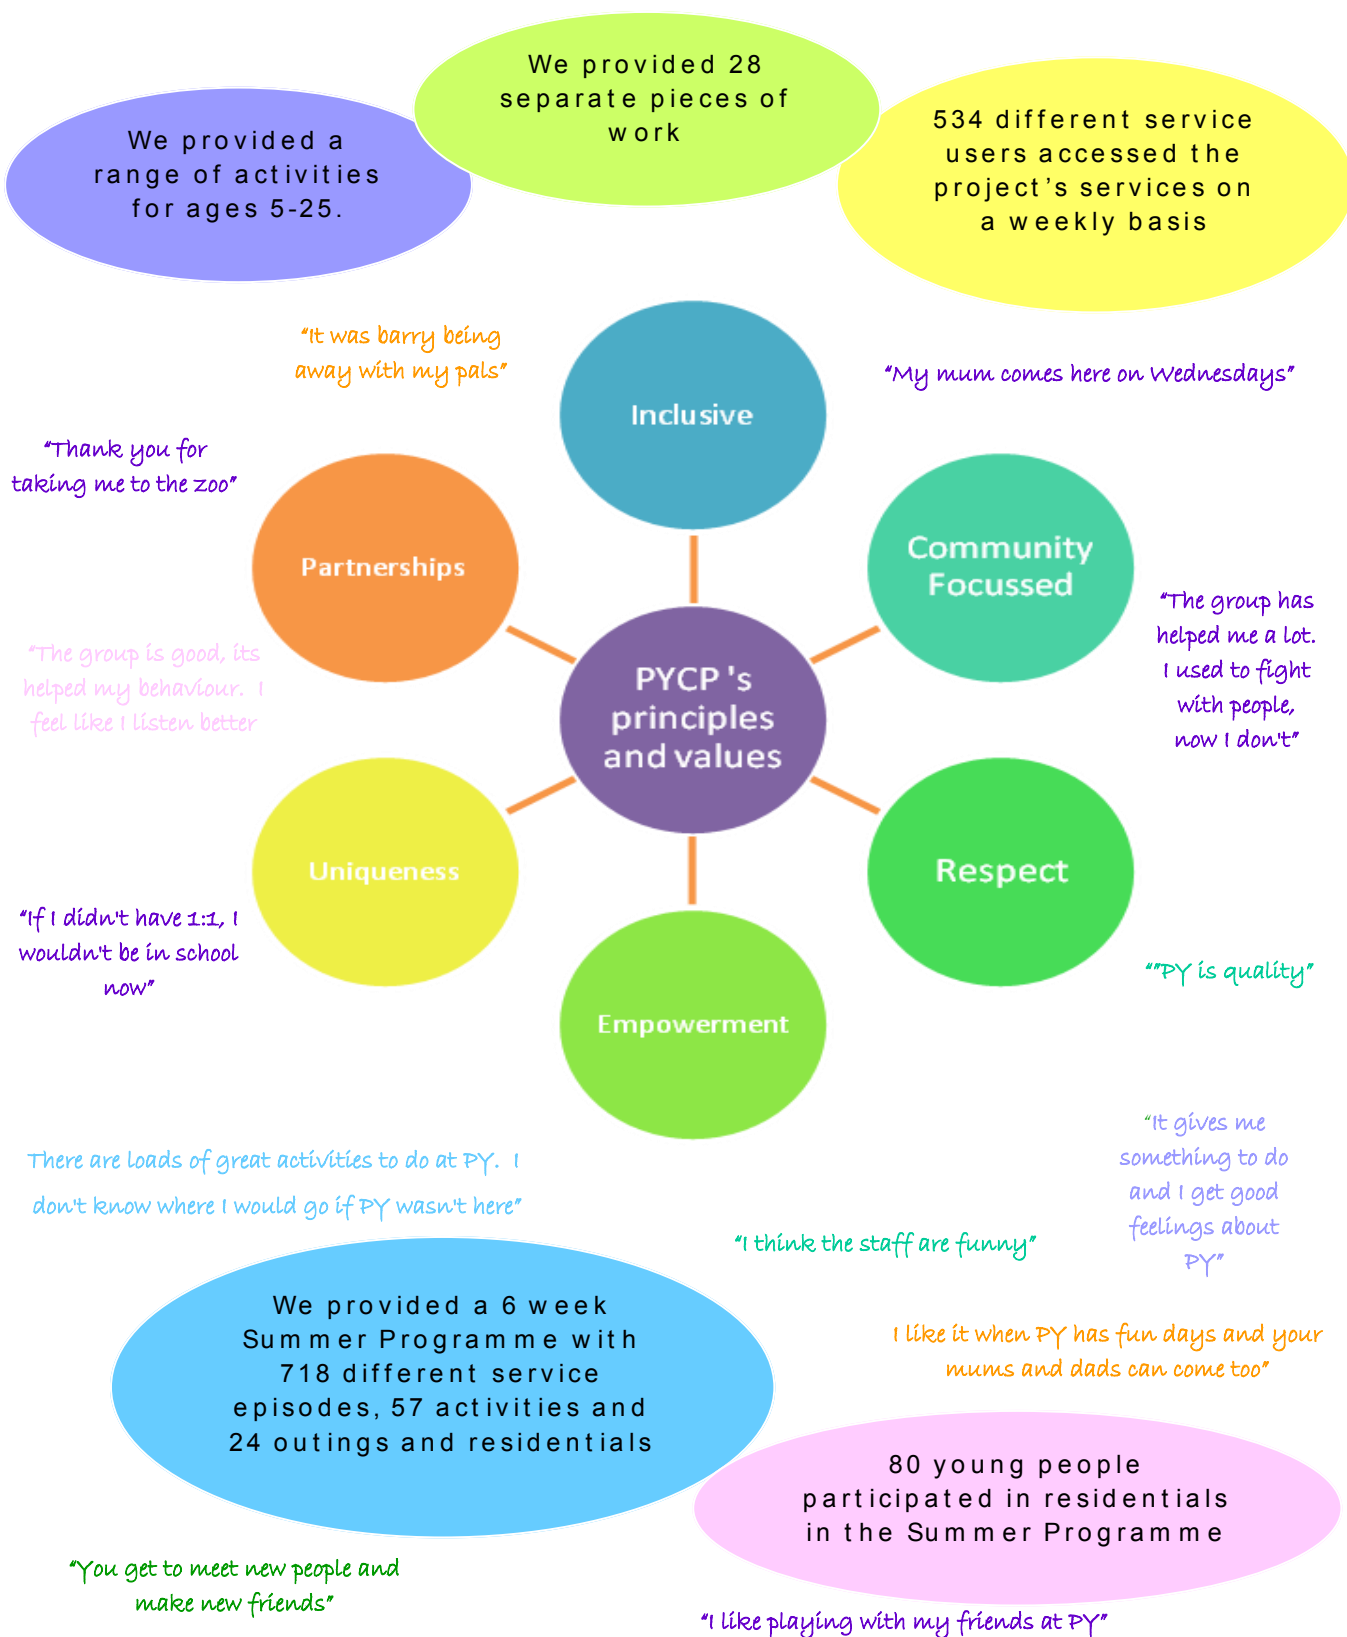 We provided 28
separate pieces of
work
We provided a
range of activities
for ages 5-25.
534 different service
users accessed the
project’s services on
a weekly basis
“It was barry being
away with my pals”
Inclusive
“My mum comes here on Wednesdays”
“Thank you for
taking me to the zoo”
Partnerships
Community
Focussed
“The group has
helped me a lot.
I used to fight
with people,
now I don't”
“The group is good, its
helped my behaviour.  I
feel like I listen better
PYCP 's
principles
and values
Uniqueness
Respect
“If I didn't have 1:1, I
wouldn't be in school
now”
“”PY is quality”
Empowerment
“It gives me
something to do
and I get good
feelings about
PY”
There are loads of great activities to do at PY.  I
don't know where I would go if PY wasn't here”
“I think the staff are funny”
We provided a 6 week
Summer Programme with
718 different service
episodes, 57 activities and
24 outings and residentials
I like it when PY has fun days and your
mums and dads can come too”
80 young people
participated in residentials
in the Summer Programme
“You get to meet new people and
make new friends”
“I like playing with my friends at PY”